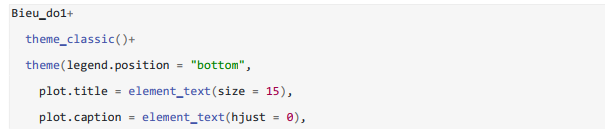 Bieu_do1+
theme_classic()+
theme(legend.position = "bottom",
plot.title = element_text(size = 15),
plot.caption = element_text(hjust = 0),